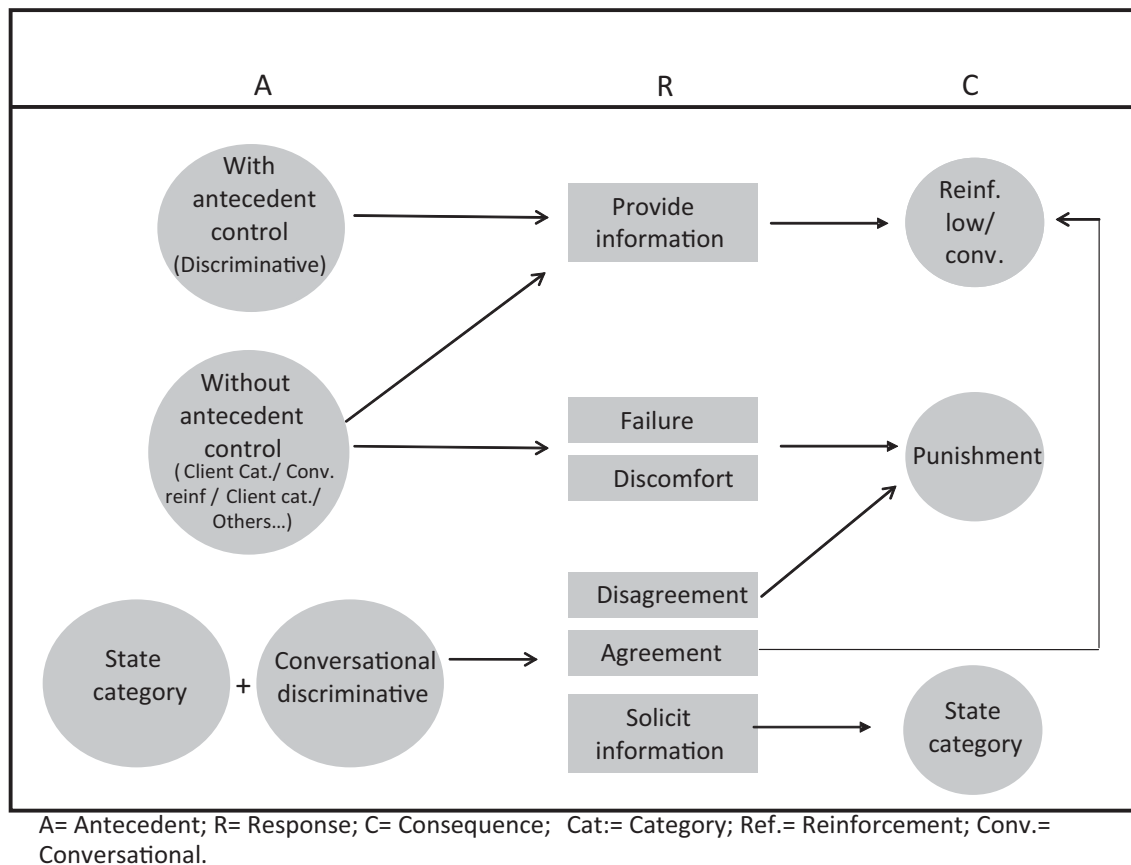 A
R
C
With
antecedent
control
(Discriminative)
Provide
information
Reinf.
low/
conv.
Without
antecedent
control
( Client Cat./ Conv.
reinf / Client cat./
Others...)
Failure
Discomfort
Punishment
State
category
+
Conversational
discriminative
Disagreement
Agreement
Solicit
information
State
category
A= Antecedent; R= Response; C= Consequence; Cat:= Category; Ref.= Reinforcement; Conv.=
Conversational.